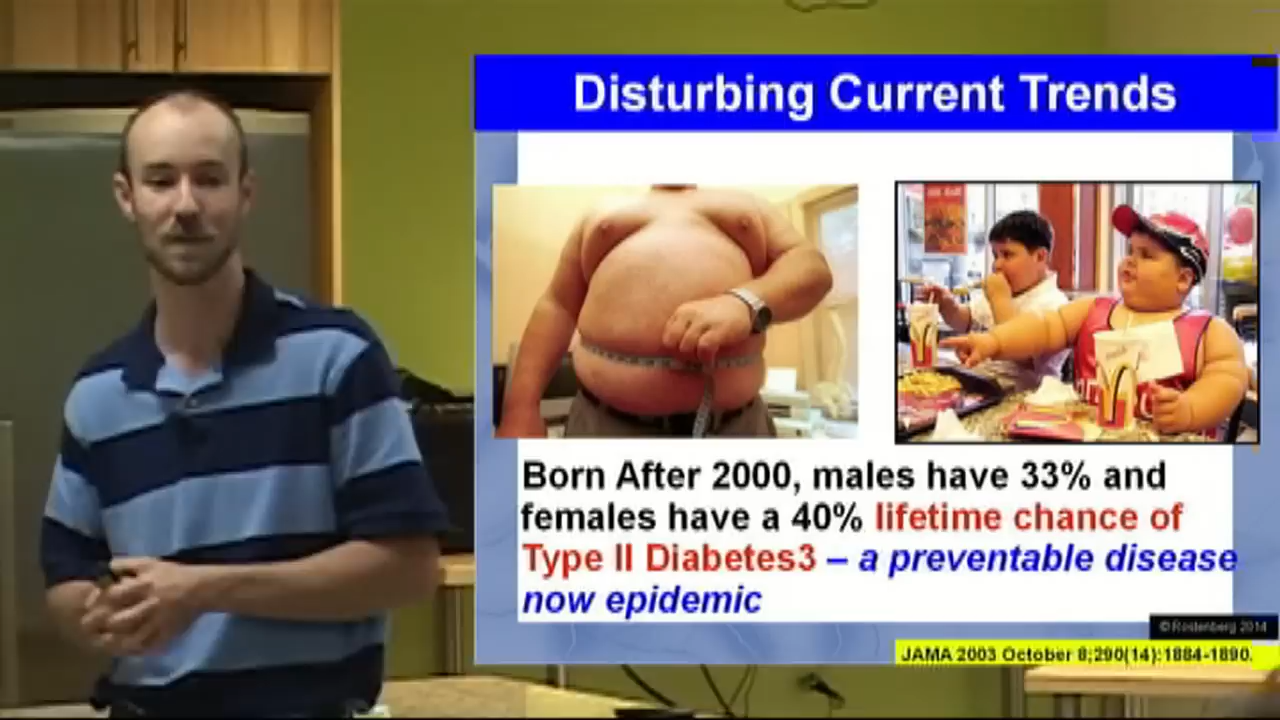 Disturbing Current Trends
Born After 2000, males have 33% and
females have a 40% lifetime chance of
Type II Diabetes3 – a preventable disease
now epidemic
© Rostenberg 2014
JAMA 2003 October 8;290(14):1884-1890.